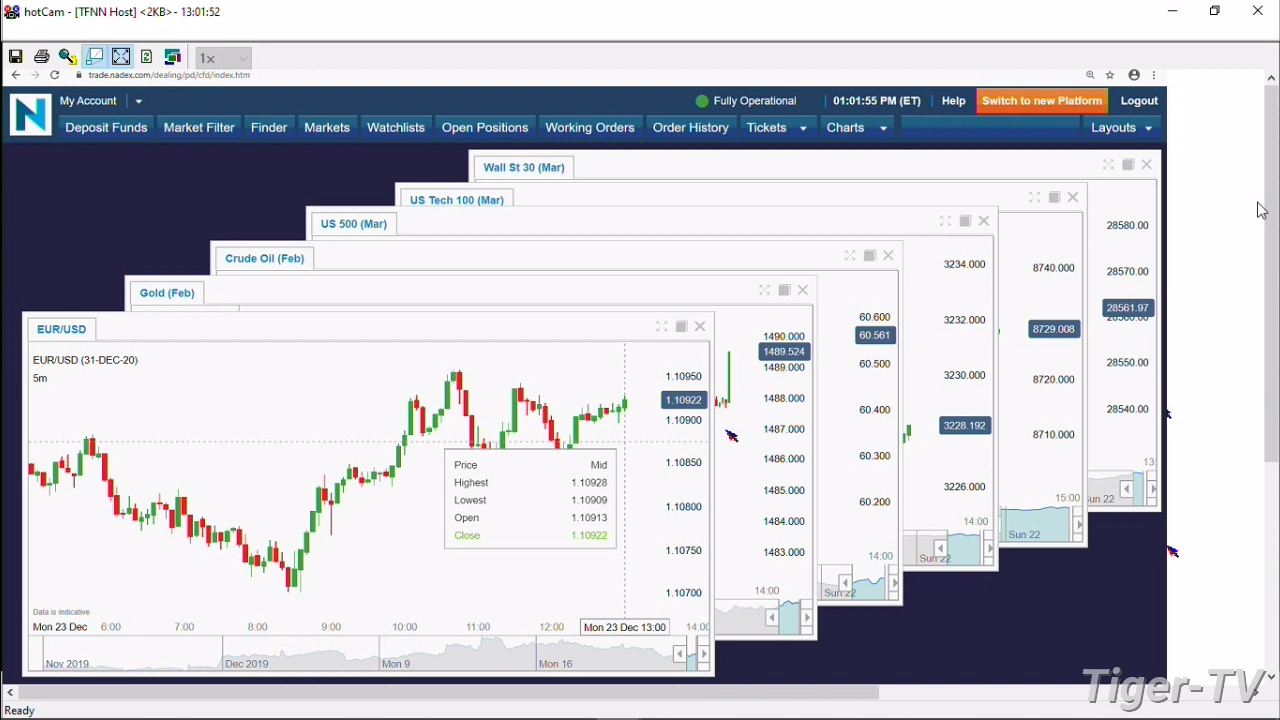 hotCam - [TFNN Host] <2KB> - 13:01:52
1x
trade.nadex.com/dealing/pd/cfd/index.htm
N
My Account
Fully Operational
01:01:55 PM (ET)
Help
Switch to new Platform
Logout
Deposit Funds
Market Filter
Finder
Markets
Watchlists
Open Positions
Working Orders
Order History
Tickets
Charts
Layouts
Wall St 30 (Mar)
28580.00
28570.00
28561.97
28550.00
28540.00
US Tech 100 (Mar)
8740.000
8729.008
8720.000
8710.000
15:00
Sun 22
US 500 (Mar)
3234.000
3232.000
3230.000
3228.192
3226.000
14:00
Sun 22
Crude Oil (Feb)
60.600
60.561
60.500
60.400
60.300
60.200
14:00
Sun 22
Gold (Feb)
1490.000
1489.524
1489.000
1488.000
1487.000
1486.000
1485.000
1484.000
1483.000
14:00
EUR/USD
EUR/USD (31-DEC-20)
5m
1.10950
1.10922
1.10900
1.10850
1.10800
1.10750
1.10700
Price Mid
Highest 1.10928
Lowest 1.10909
Open 1.10913
Close 1.10922
Data is indicative
Mon 23 Dec 6:00 7:00 8:00 9:00 10:00 11:00 12:00 Mon 23 Dec 13:00 14:00
Nov 2019 Dec 2019 Mon 9 Mon 16
Tiger-TV
Ready